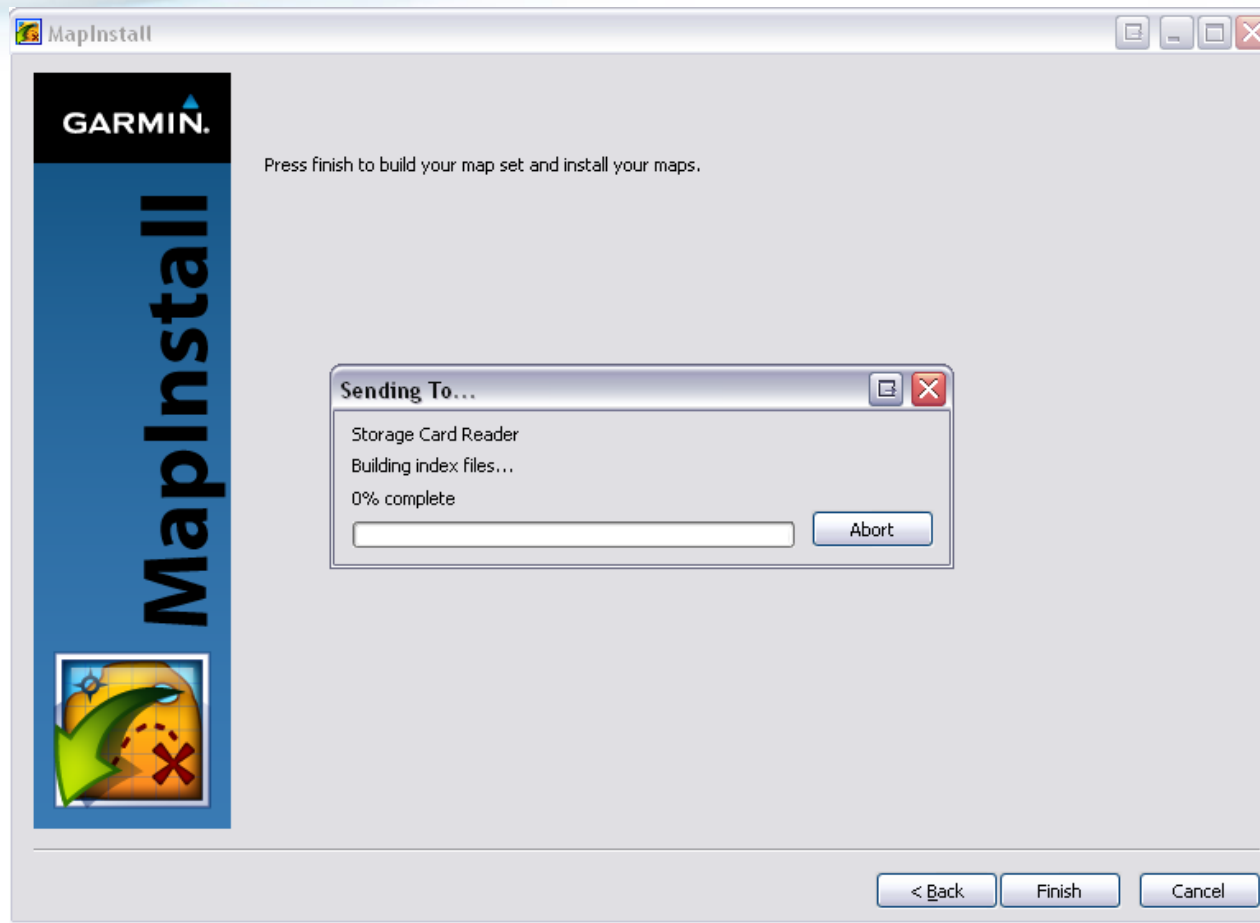 MapInstall
GARMIN.
MapInstall
Press finish to build your map set and install your maps.
Sending To...
Storage Card Reader
Building index files...
0% complete
Abort
< Back
Finish
Cancel